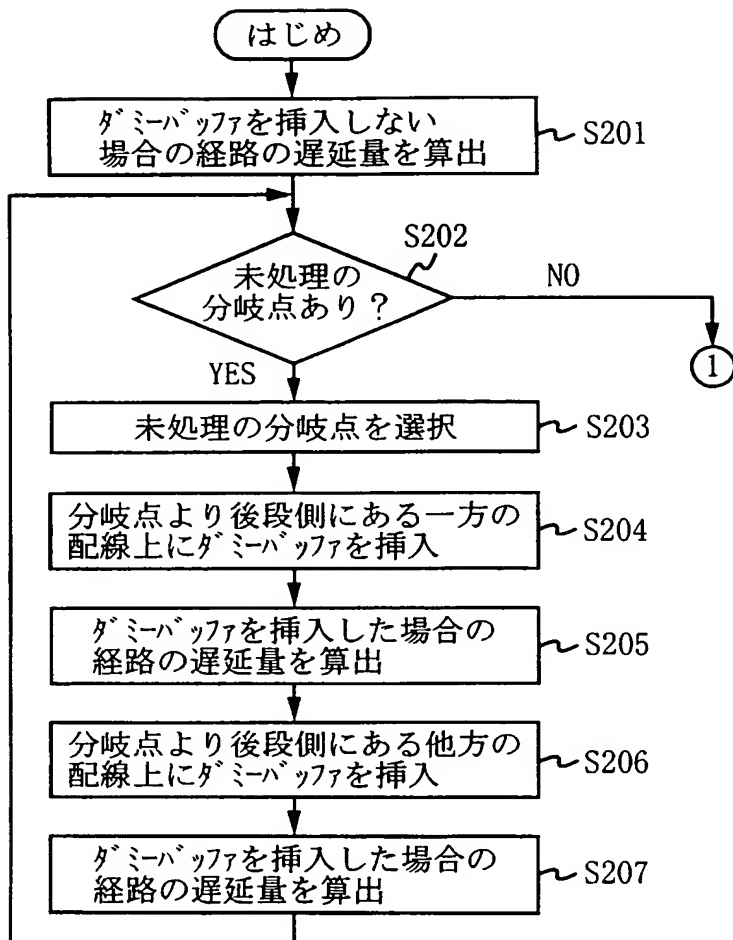 はじめ
ダミーバッファを挿入しない
場合の経路の遅延量を算出
S201
S202
未処理の
分岐点あり?
NO
1
YES
未処理の分岐点を選択
S203
分岐点より後段側にある一方の
配線上にダミーバッファを挿入
S204
ダミーバッファを挿入した場合の
経路の遅延量を算出
S205
分岐点より後段側にある他方の
配線上にダミーバッファを挿入
S206
ダミーバッファを挿入した場合の
経路の遅延量を算出
S207